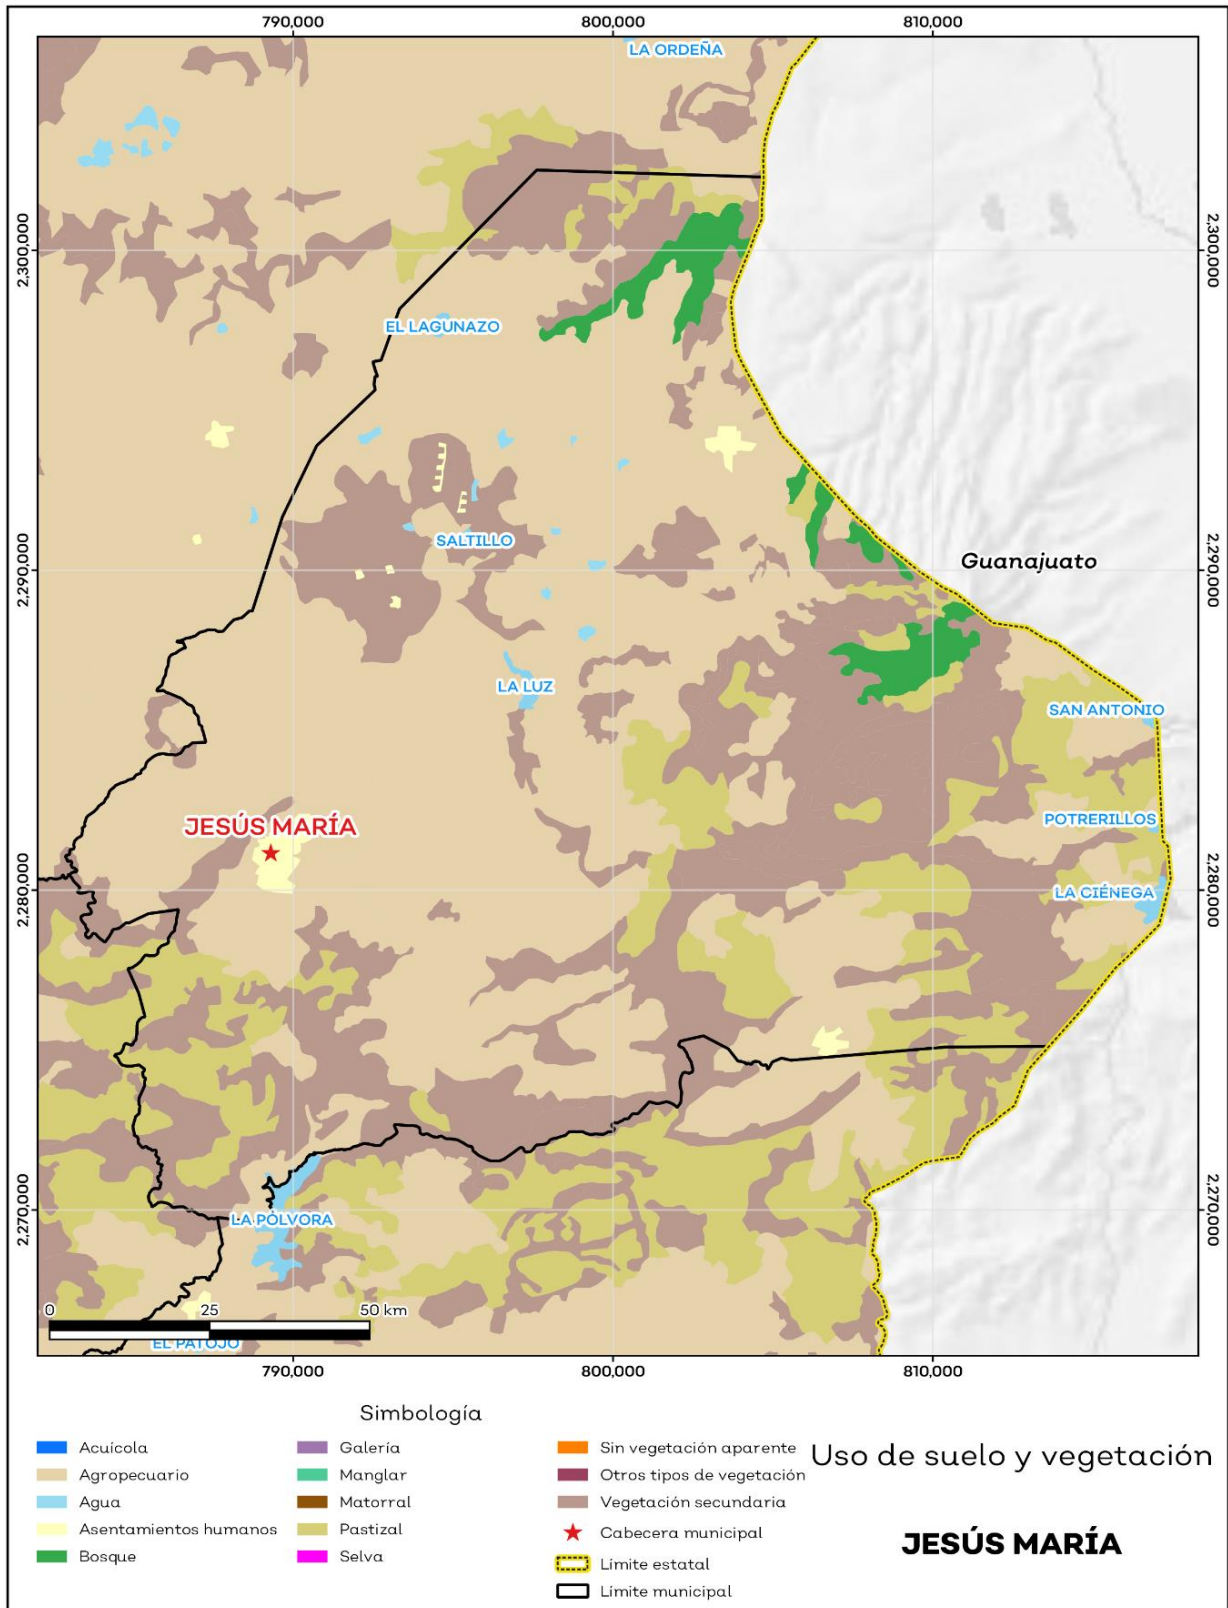 790,000 800,000 810,000
LA ORDEÑA
2,300,000 2,300,000
EL LAGUNAZO
SALTILLO
Guanajuato
2,290,000 2,290,000
LA LUZ
SAN ANTONIO
JESÚS MARÍA
POTRERILLOS
2,280,000 2,280,000
LA CIÉNEGA
2,270,000 2,270,000
LA PÓLVORA
0 25 50 km
EL PATOJO
790,000 800,000 810,000
Simbología
Acuícola
Agropecuario
Agua
Asentamientos humanos
Bosque
Galería
Manglar
Matorral
Pastizal
Selva
Sin vegetación aparente
Otros tipos de vegetación
Vegetación secundaria
Cabecera municipal
Límite estatal
Límite municipal
Uso de suelo y vegetación
JESÚS MARÍA